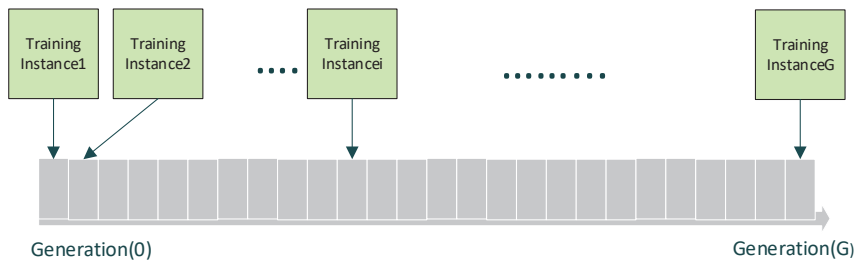 Training
Instance1
Training
Instance2
Training
Instancei
Training
InstanceG
Generation(0)
Generation(G)